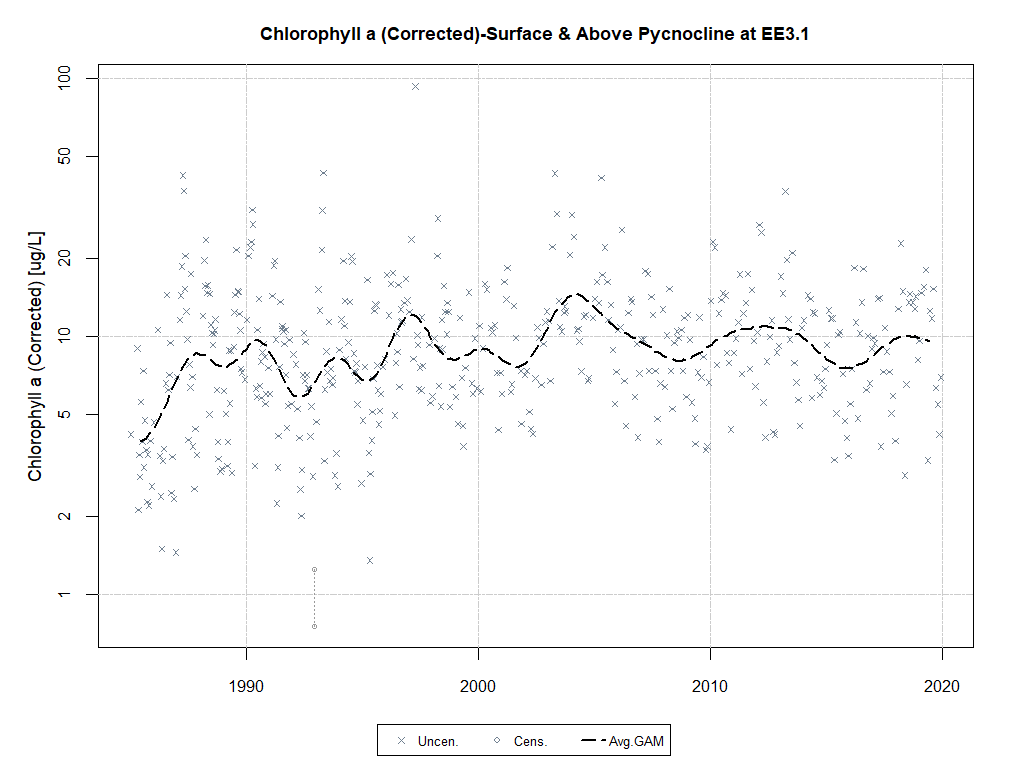 Chlorophyll a (Corrected)-Surface & Above Pycnocline at EE3.1
Chlorophyll a (Corrected) [ug/L]
100
50
20
10
5
2
1
1990
2000
2010
2020
Uncen.
Cens.
Avg.GAM